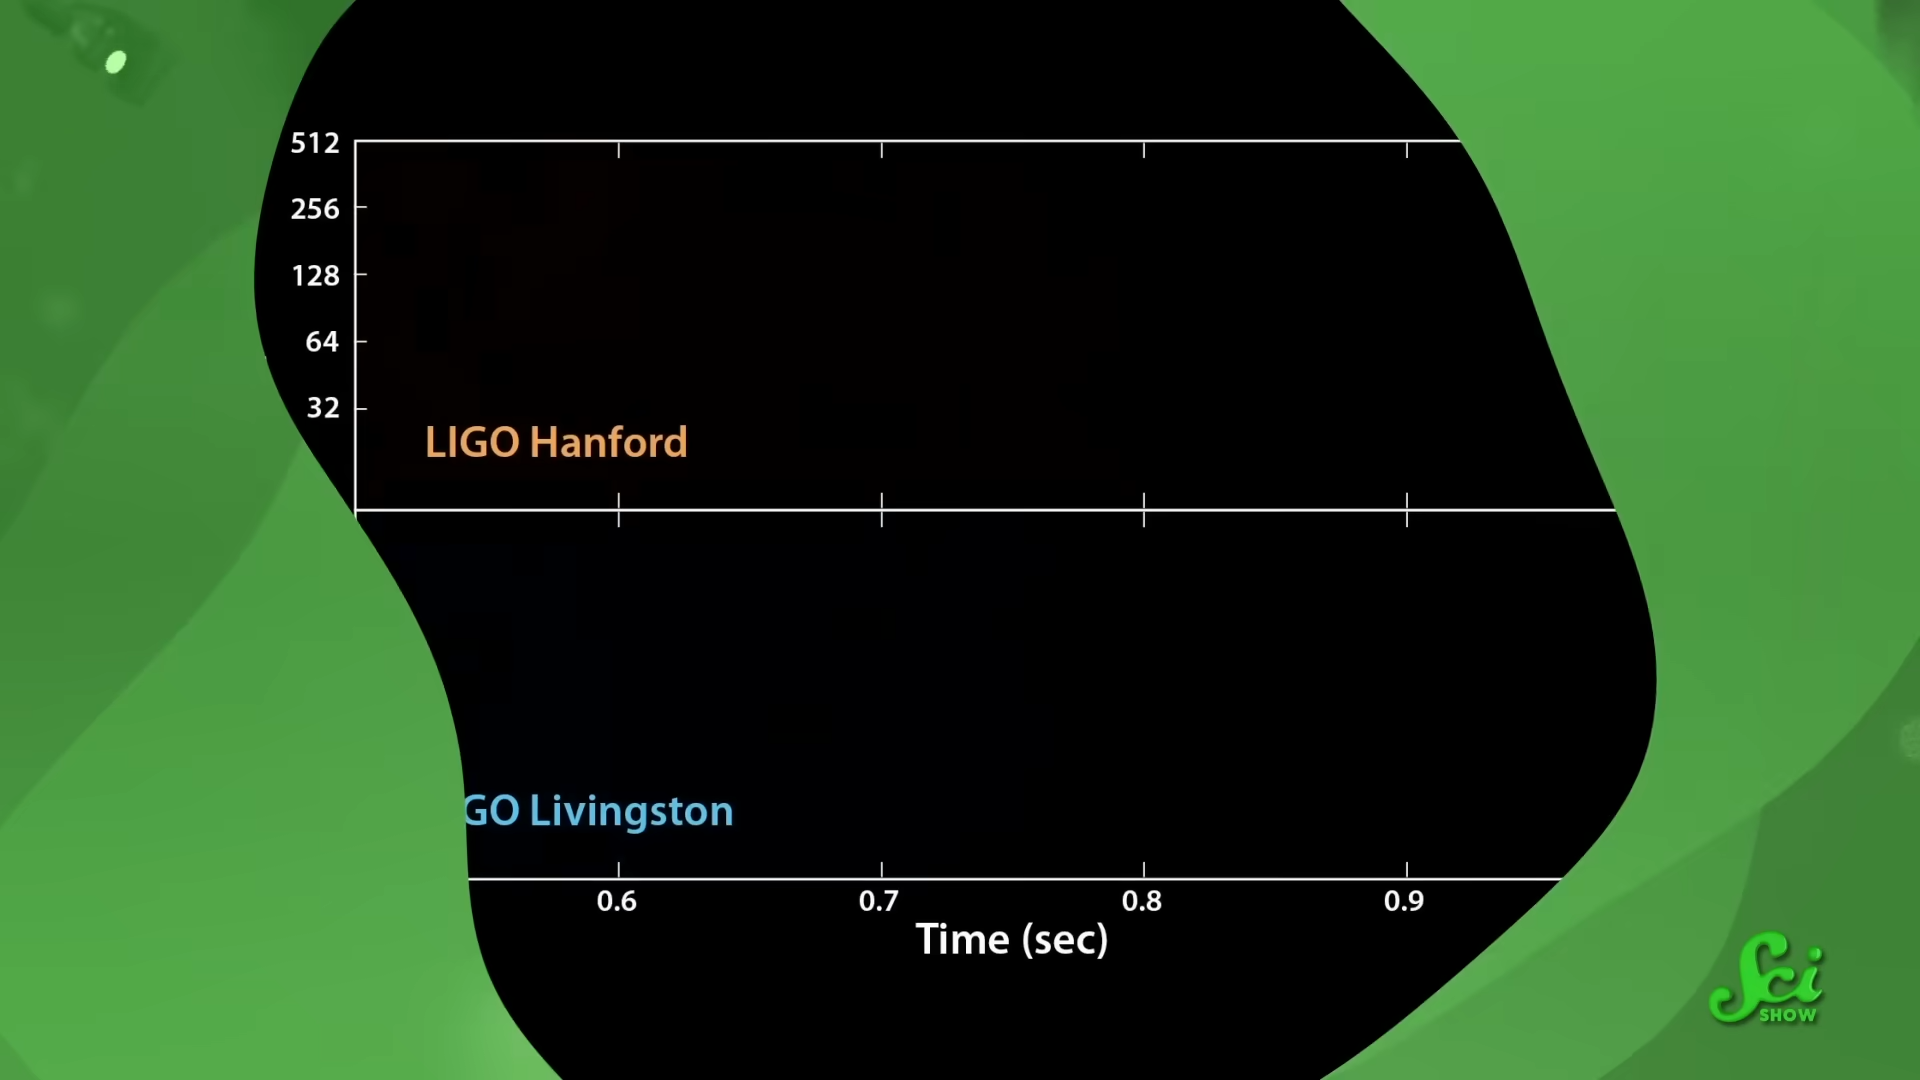 512
256
128
64
32
LIGO Hanford
GO Livingston
0.6 0.7 0.8 0.9
Time (sec)
Sci
SHOW